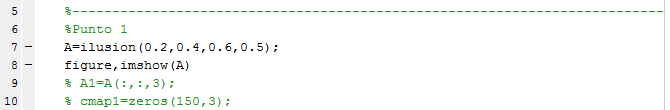 5 %--------------------------------------------------------------------------
6 %Punto 1
7 - A=ilusion(0.2,0.4,0.6,0.5);
8 - figure,imshow(A)
9 % A1=A(:,:,3);
10 % cmap1=zeros(150,3);